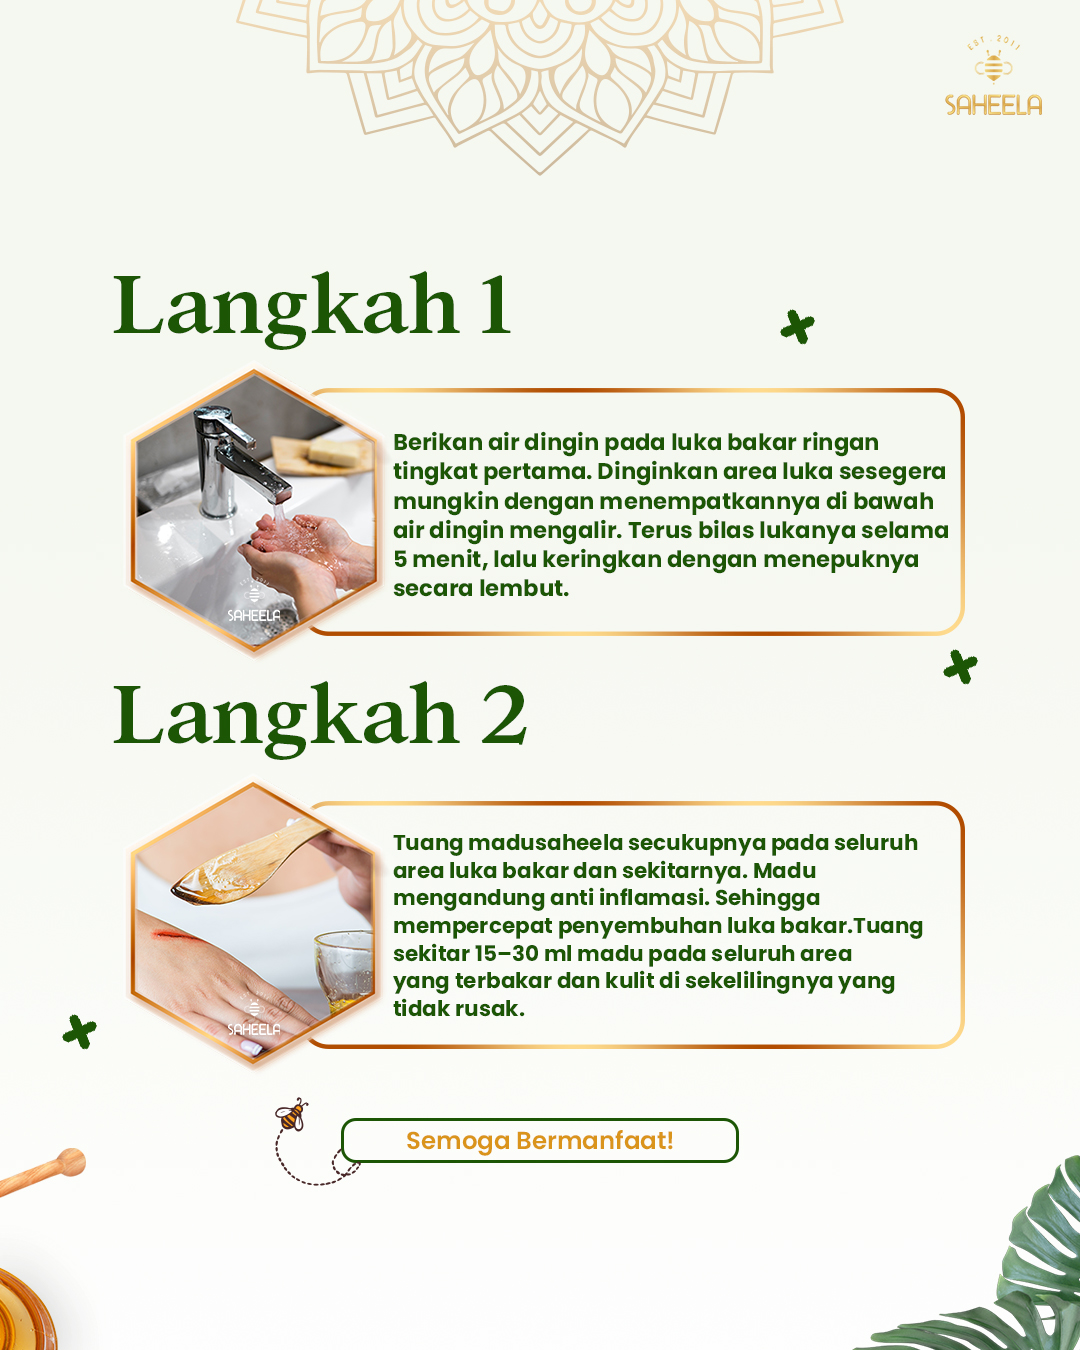 EST . 2011
SAHEELA
Langkah 1
Berikan air dingin pada luka bakar ringan
tingkat pertama. Dinginkan area luka sesegera
mungkin dengan menempatkannya di bawah
air dingin mengalir. Terus bilas lukanya selama
5 menit, lalu keringkan dengan menepuknya
secara lembut.
EST . 2011
SAHEELA
Langkah 2
Tuang madusaheela secukupnya pada seluruh
area luka bakar dan sekitarnya. Madu
mengandung anti inflamasi. Sehingga
mempercepat penyembuhan luka bakar.Tuang
sekitar 15–30 ml madu pada seluruh area
yang terbakar dan kulit di sekelilingnya yang
tidak rusak.
SAHEELA
Semoga Bermanfaat!